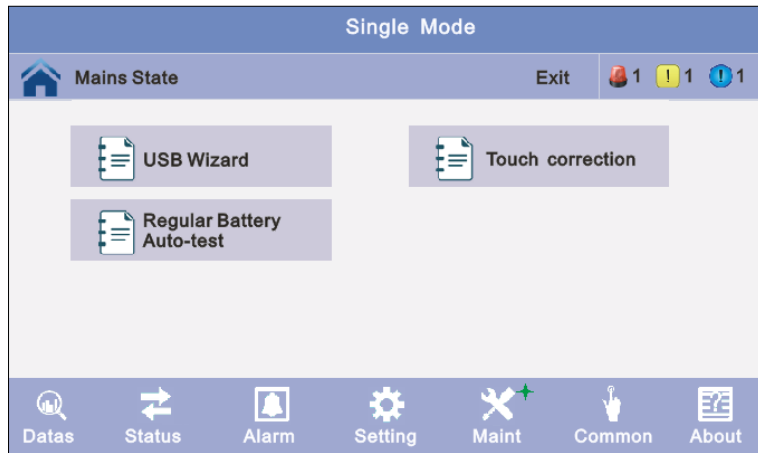 Single Mode
Mains State Exit 1 ! 1 ! 1
USB Wizard Touch correction
Regular Battery
Auto-test
Datas Status Alarm Setting Maint Common About